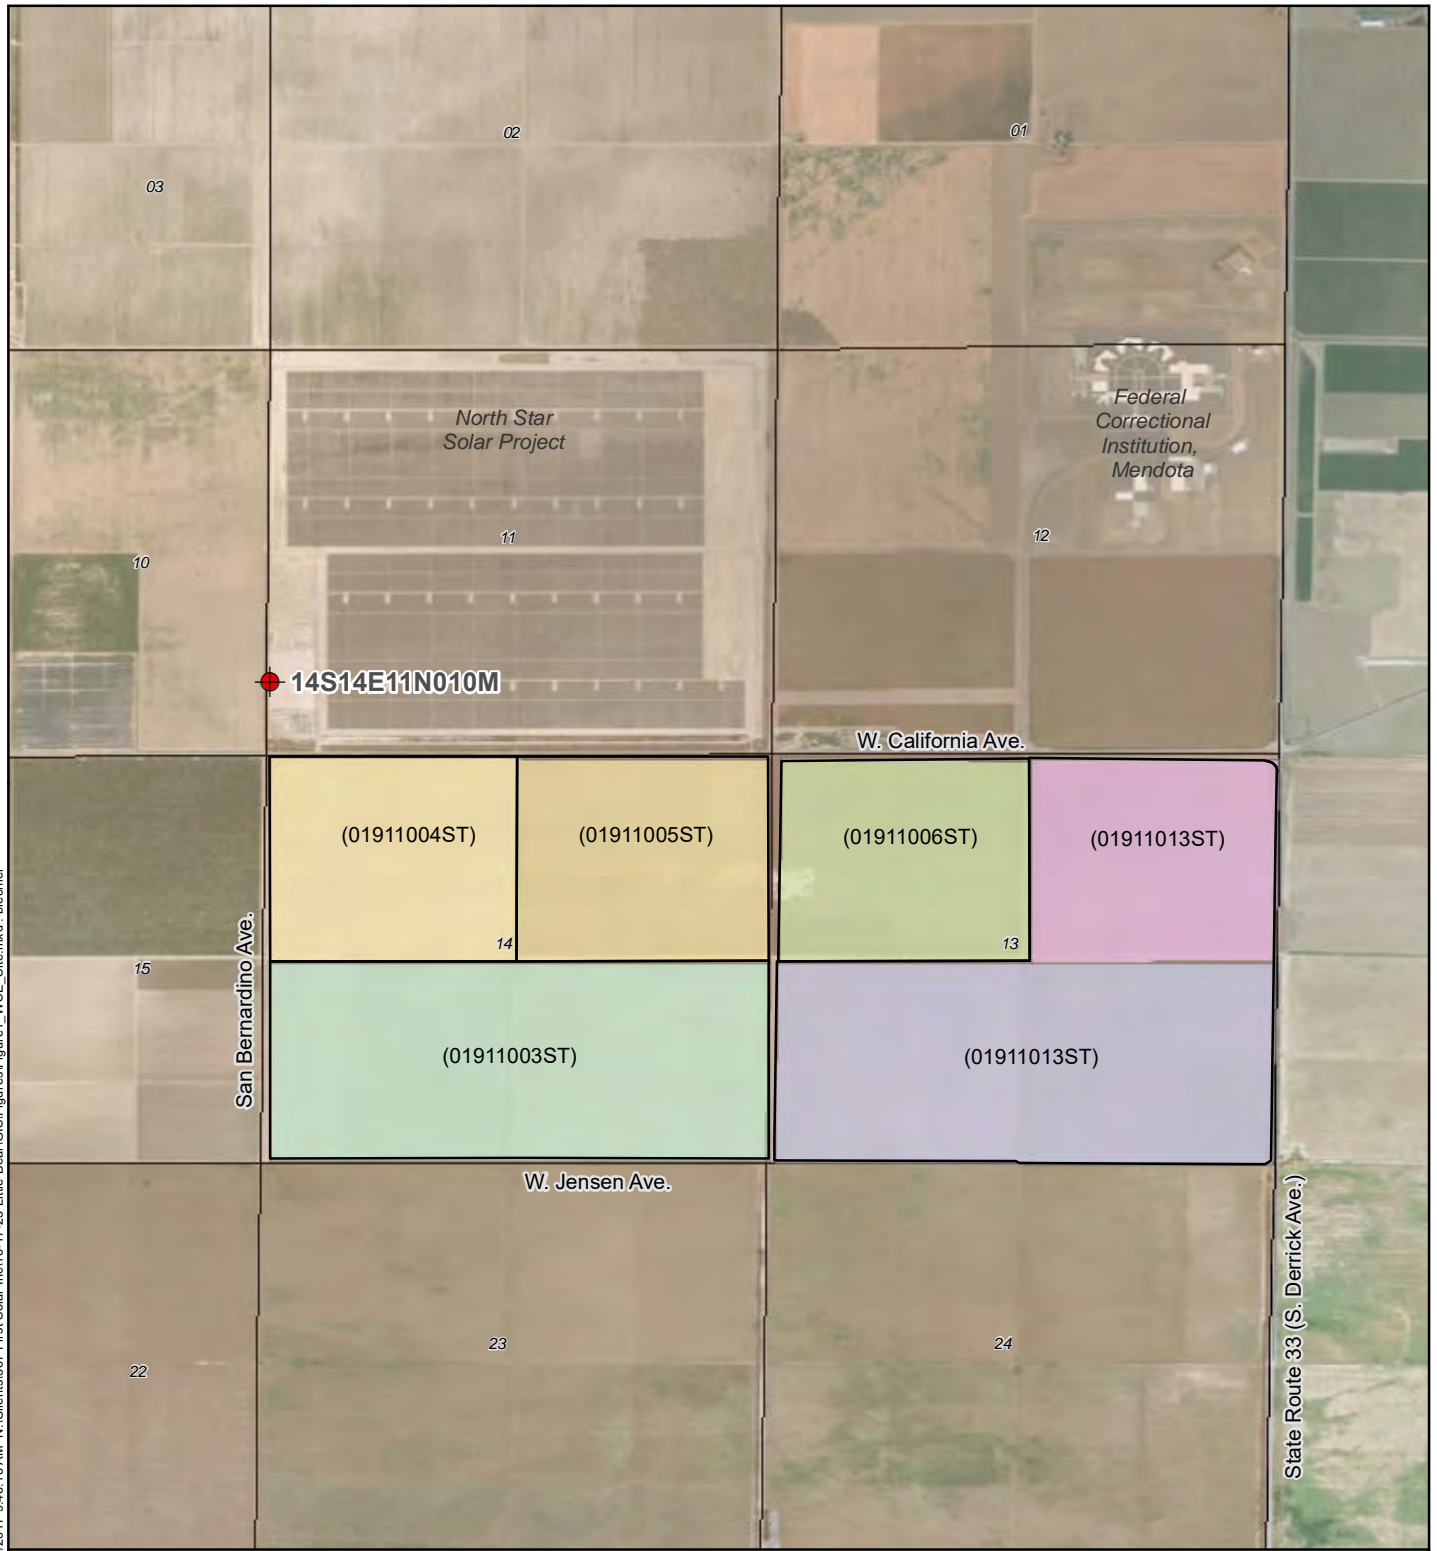 02
01
03
North Star
Solar Project
Federal
Correctional
Institution,
Mendota
11
12
10
14S14E11N010M
W. California Ave.
(01911004ST)
(01911005ST)
(01911006ST)
(01911013ST)
14
13
15
San Bernardino Ave.
(01911003ST)
(01911013ST)
W. Jensen Ave.
State Route 33 (S. Derrick Ave.)
23
24
22